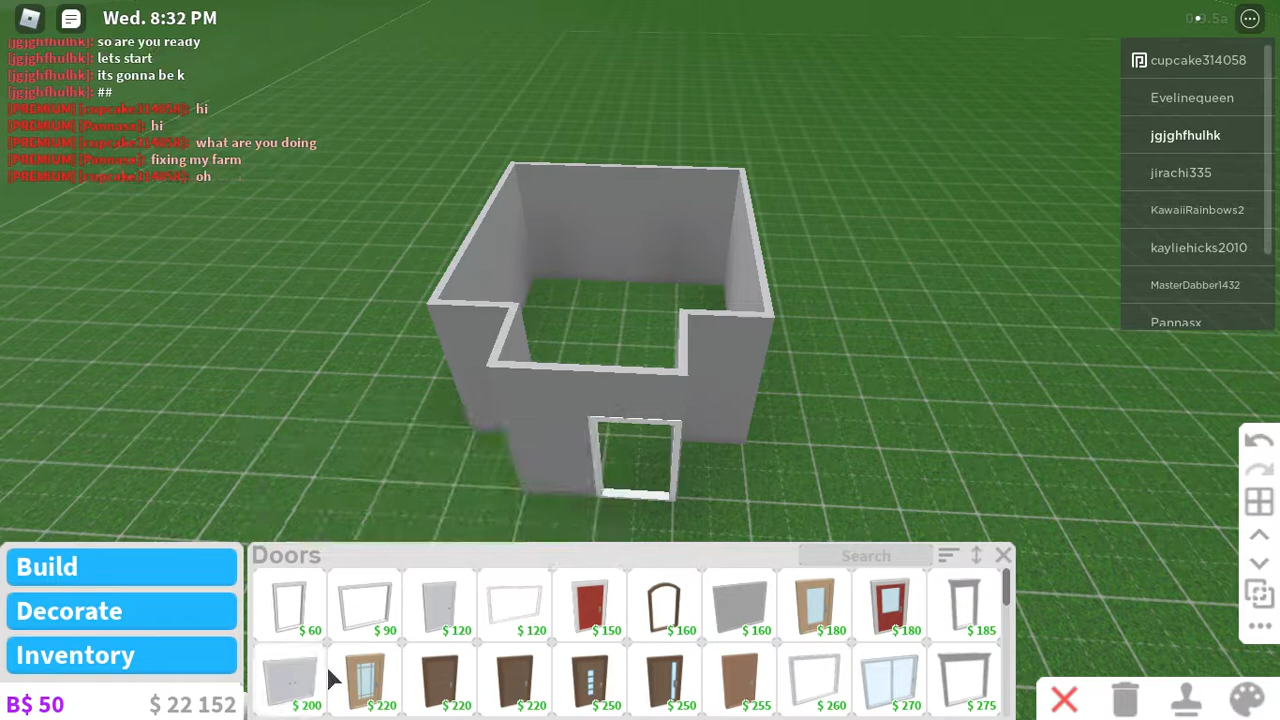 Wed. 8:32 PM
[jgjghfhulhk]: so are you ready
[jgjghfhulhk]: lets start
[jgjghfhulhk]: its gonna be k
[jgjghfhulhk]: ##
[PREMIUM] [cupcake314058]: hi
[PREMIUM] [Pannasx]: hi
[PREMIUM] [cupcake314058]: what are you doing
[PREMIUM] [Pannasx]: fixing my farm
[PREMIUM] [cupcake314058]: oh
cupcake314058
Evelinequeen
jgjghfhulhk
jirachi335
KawaiiRainbows2
kayliehicks2010
MasterDabber1432
Pannasx
Build
Decorate
Inventory
B$ 50
$ 22 152
Doors
Search
$ 60
$ 90
$ 120
$ 120
$ 150
$ 160
$ 160
$ 180
$ 180
$ 185
$ 200
$ 220
$ 220
$ 220
$ 250
$ 250
$ 255
$ 260
$ 270
$ 275